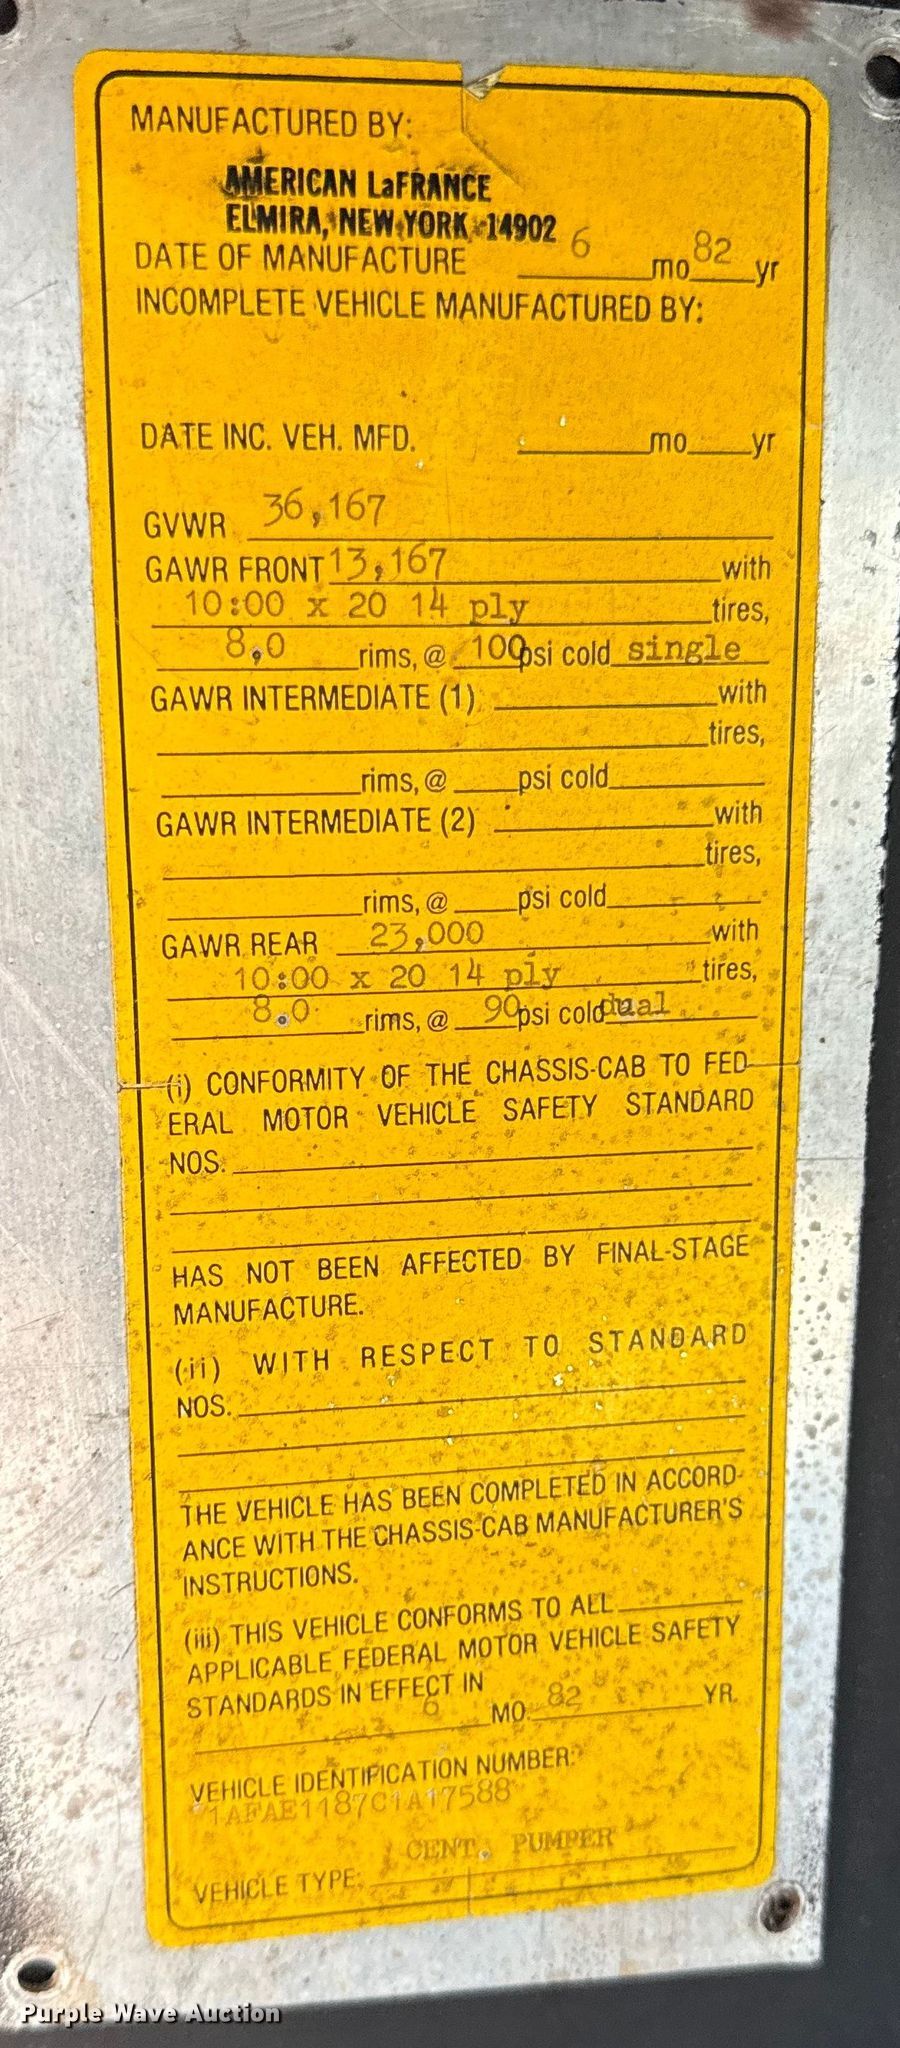 MANUFACTURED BY:
AMERICAN LaFRANCE
ELMIRA, NEW YORK 14902
DATE OF MANUFACTURE 6 mo 82 yr
INCOMPLETE VEHICLE MANUFACTURED BY:
DATE INC. VEH. MFD. mo yr
GVWR 36,167
GAWR FRONT 13,167 with
10:00 x 20 14 ply tires,
8.0 rims, @ 100 psi cold single
GAWR INTERMEDIATE (1) with
tires,
rims, @ psi cold
GAWR INTERMEDIATE (2) with
tires,
rims, @ psi cold
GAWR REAR 23,000 with
10:00 x 20 14 ply tires,
8.0 rims, @ 90 psi cold dual
(i) CONFORMITY OF THE CHASSIS-CAB TO FED-
ERAL MOTOR VEHICLE SAFETY STANDARD
NOS.
HAS NOT BEEN AFFECTED BY FINAL-STAGE
MANUFACTURE.
(ii) WITH RESPECT TO STANDARD
NOS.
THE VEHICLE HAS BEEN COMPLETED IN ACCORD-
ANCE WITH THE CHASSIS-CAB MANUFACTURER'S
INSTRUCTIONS.
(iii) THIS VEHICLE CONFORMS TO ALL
APPLICABLE FEDERAL MOTOR VEHICLE SAFETY
STANDARDS IN EFFECT IN
6 MO. 82 YR.
VEHICLE IDENTIFICATION NUMBER:
1AFAE1187C1A17588
CENT. PUMPER
VEHICLE TYPE:
Purple Wave Auction